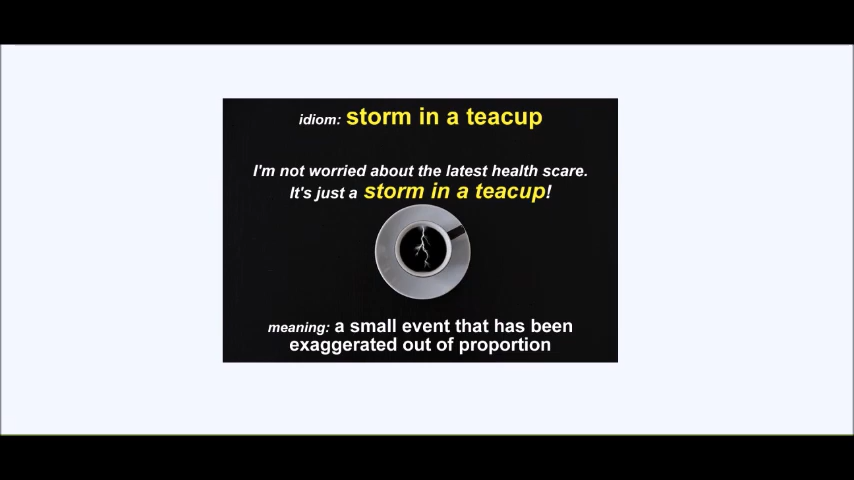 idiom: storm in a teacup
I'm not worried about the latest health scare.
It's just a storm in a teacup!
meaning: a small event that has been
exaggerated out of proportion